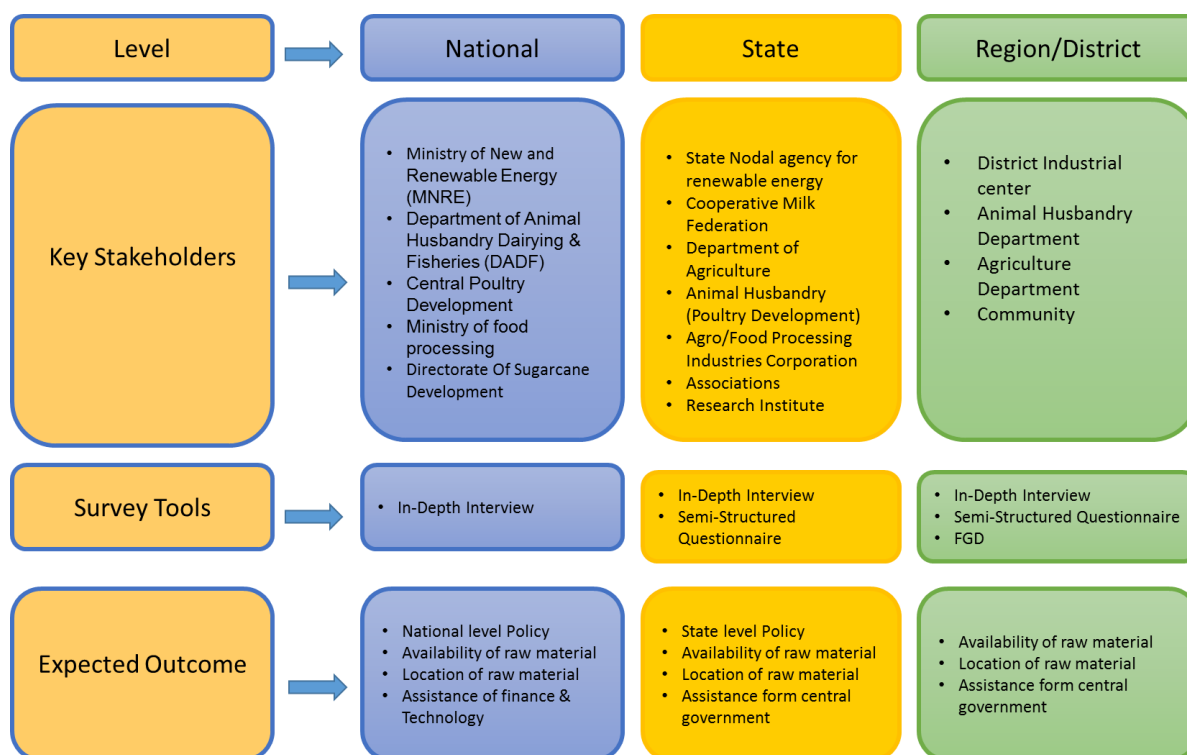 Level
National
State
Region/District
Key Stakeholders
• Ministry of New and
Renewable Energy
(MNRE)
• Department of Animal
Husbandry Dairying &
Fisheries (DADF)
• Central Poultry
Development
• Ministry of food
processing
• Directorate Of Sugarcane
Development
• State Nodal agency for
renewable energy
• Cooperative Milk
Federation
• Department of
Agriculture
• Animal Husbandry
(Poultry Development)
• Agro/Food Processing
Industries Corporation
• Associations
• Research Institute
• District Industrial
center
• Animal Husbandry
Department
• Agriculture
Department
• Community
Survey Tools
• In-Depth Interview
• In-Depth Interview
• Semi-Structured
Questionnaire
• In-Depth Interview
• Semi-Structured Questionnaire
• FGD
Expected Outcome
• National level Policy
• Availability of raw material
• Location of raw material
• Assistance of finance &
Technology
• State level Policy
• Availability of raw material
• Location of raw material
• Assistance form central
government
• Availability of raw material
• Location of raw material
• Assistance form central
government